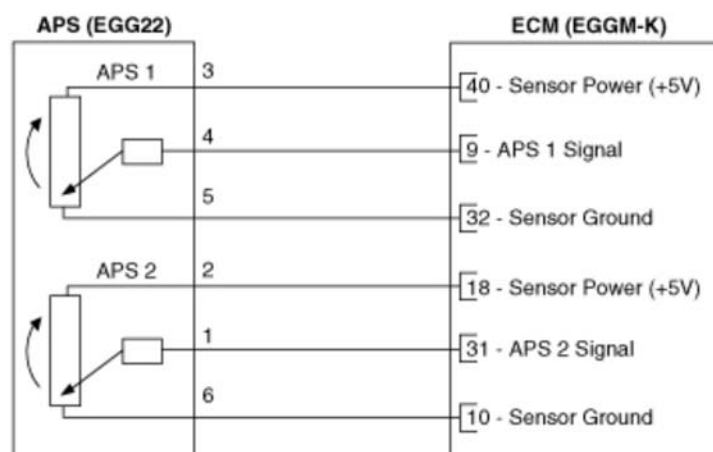 APS (EGG22) ECM (EGGM-K)
APS 1 3 40 - Sensor Power (+5V)
4 9 - APS 1 Signal
5 32 - Sensor Ground
APS 2 2 18 - Sensor Power (+5V)
1 31 - APS 2 Signal
6 10 - Sensor Ground